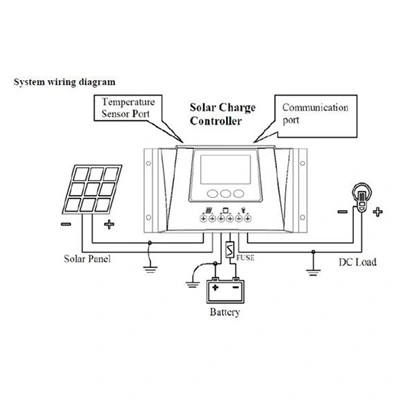 System wiring diagram
Temperature
Sensor Port
Solar Charge
Controller
Communication
port
- +
- +
Solar Panel
FUSE
DC Load
- +
Battery